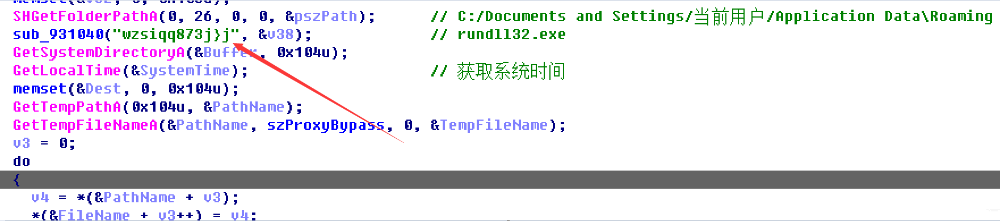 SHGetFolderPathA(0, 26, 0, 0, &pszPath); // C:/Documents and Settings/当前用户/Application Data\Roaming
sub_931040("wzsiqq873j}j", &v38); // rundll32.exe
GetSystemDirectoryA(&Buffer, 0x104u);
GetLocalTime(&SystemTime); // 获取系统时间
memset(&Dest, 0, 0x104u);
GetTempPathA(0x104u, &PathName);
GetTempFileNameA(&PathName, szProxyBypass, 0, &TempFileName);
v3 = 0;
do
{
v4 = *(&PathName + v3);
*(&FileName + v3++) = v4;